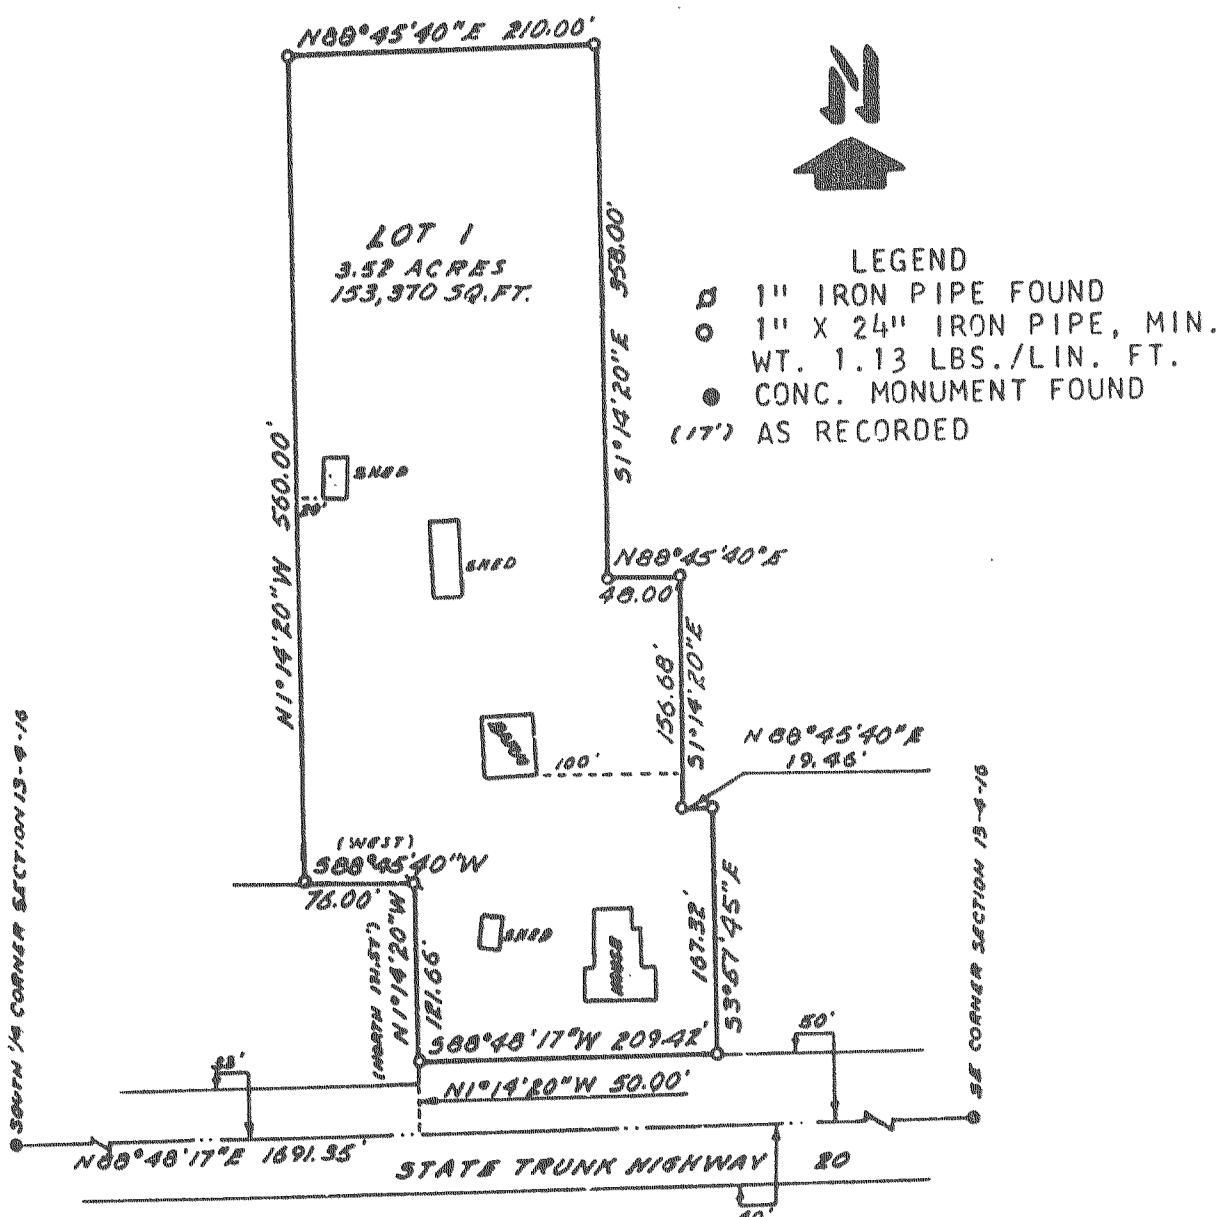 N88°45'40"E 210.00'
N
LOT 1
3.52 ACRES
153,370 SQ.FT.
S1°14'20"E 358.00'
LEGEND
1" IRON PIPE FOUND
1" X 24" IRON PIPE, MIN.
WT. 1.13 LBS./LIN. FT.
CONC. MONUMENT FOUND
(17') AS RECORDED
N1°14'20"W 560.00'
SHED
20'
SHED
N88°45'40"E
48.00'
156.68'
S1°14'20"E
100'
N88°45'40"E
19.46'
(WEST)
S88°45'40"W
76.00'
(NORTH 121.57')
N1°14'20"W
121.66'
SHED
HOUSE
167.32'
S3°57'45"E
S88°48'17"W 209.42'
50'
33'
N1°14'20"W 50.00'
SOUTH 1/4 CORNER SECTION 13-4-16
SE CORNER SECTION 13-4-16
N88°48'17"E 1691.35'
STATE TRUNK HIGHWAY 20